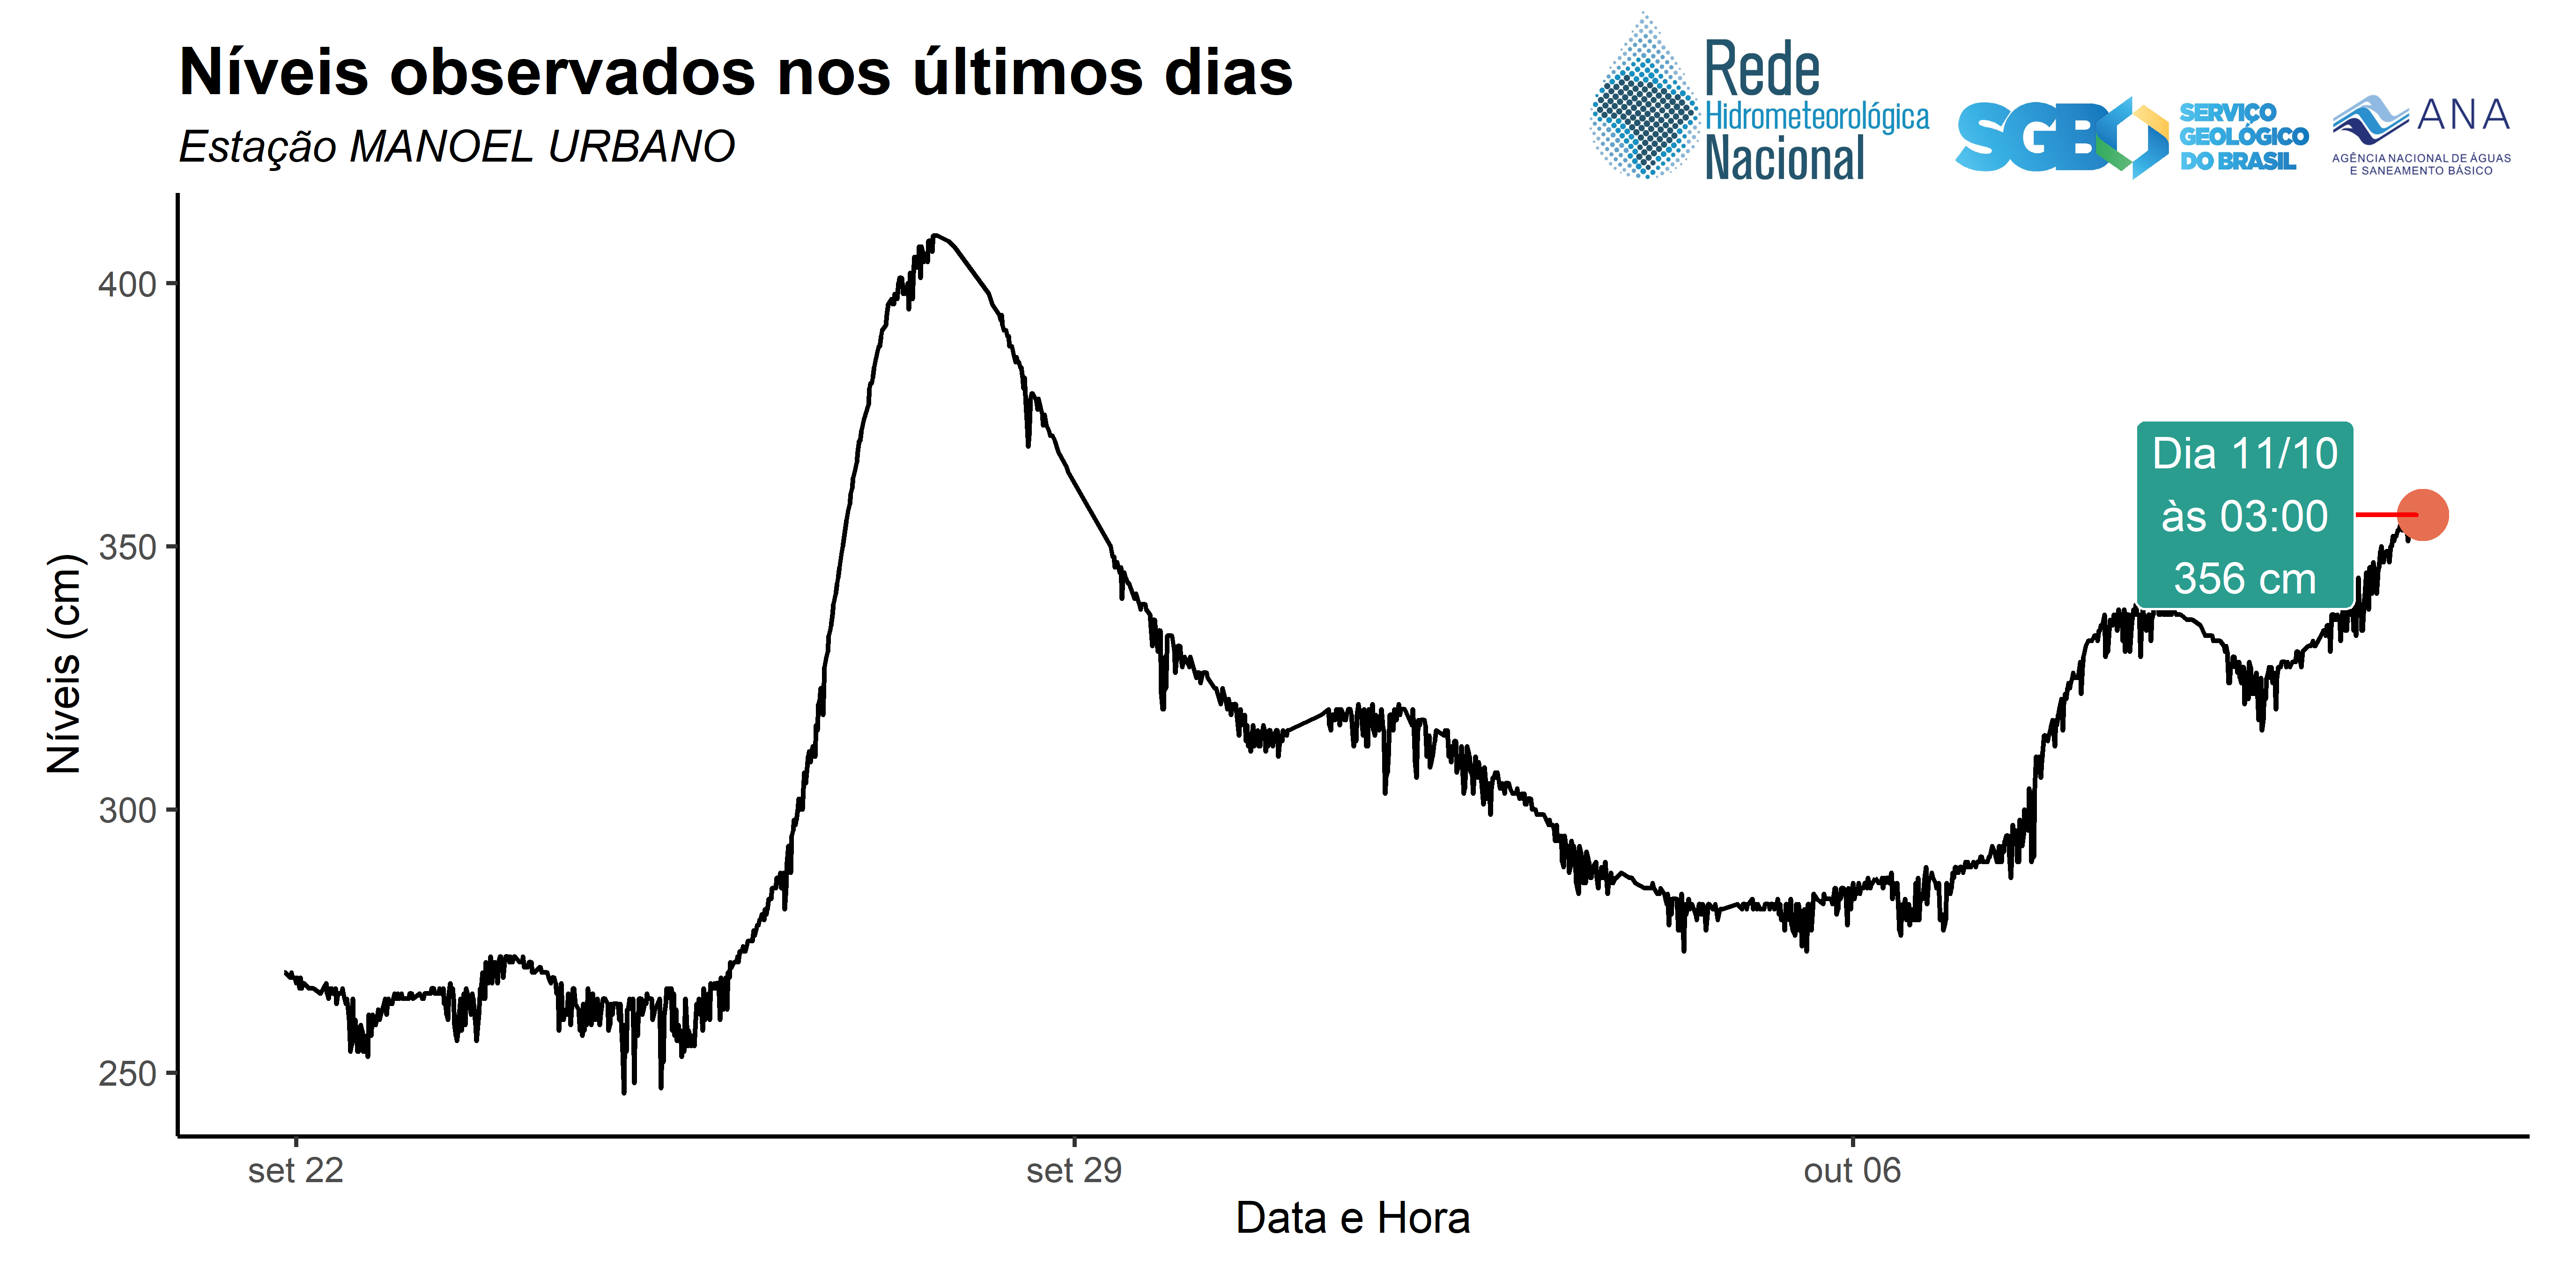 Níveis observados nos últimos dias
Estação MANOEL URBANO
Rede
Hidrometeorológica
Nacional
SGB
SERVIÇO
GEOLÓGICO
DO BRASIL
ANA
AGÊNCIA NACIONAL DE ÁGUAS
E SANEAMENTO BÁSICO
Níveis (cm)
400
350
300
250
Dia 11/10
às 03:00
356 cm
set 22
set 29
out 06
Data e Hora